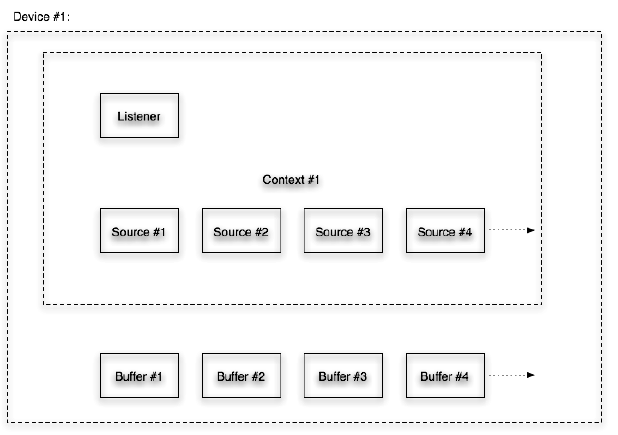 Device #1:
Listener
Context #1
Source #1
Source #2
Source #3
Source #4
Buffer #1
Buffer #2
Buffer #3
Buffer #4